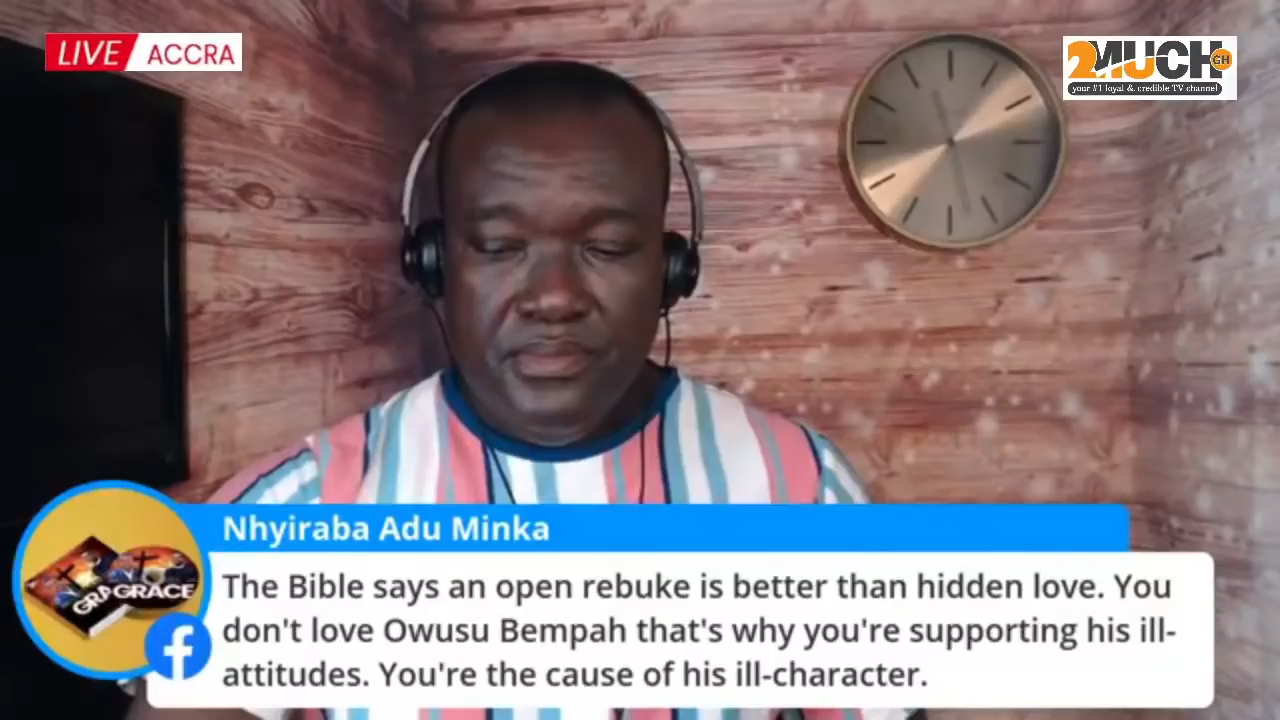 LIVE ACCRA
2MUCH GH
your #1 loyal & credible TV channel
Nhyiraba Adu Minka
The Bible says an open rebuke is better than hidden love. You
don't love Owusu Bempah that's why you're supporting his ill-
attitudes. You're the cause of his ill-character.
GRACE